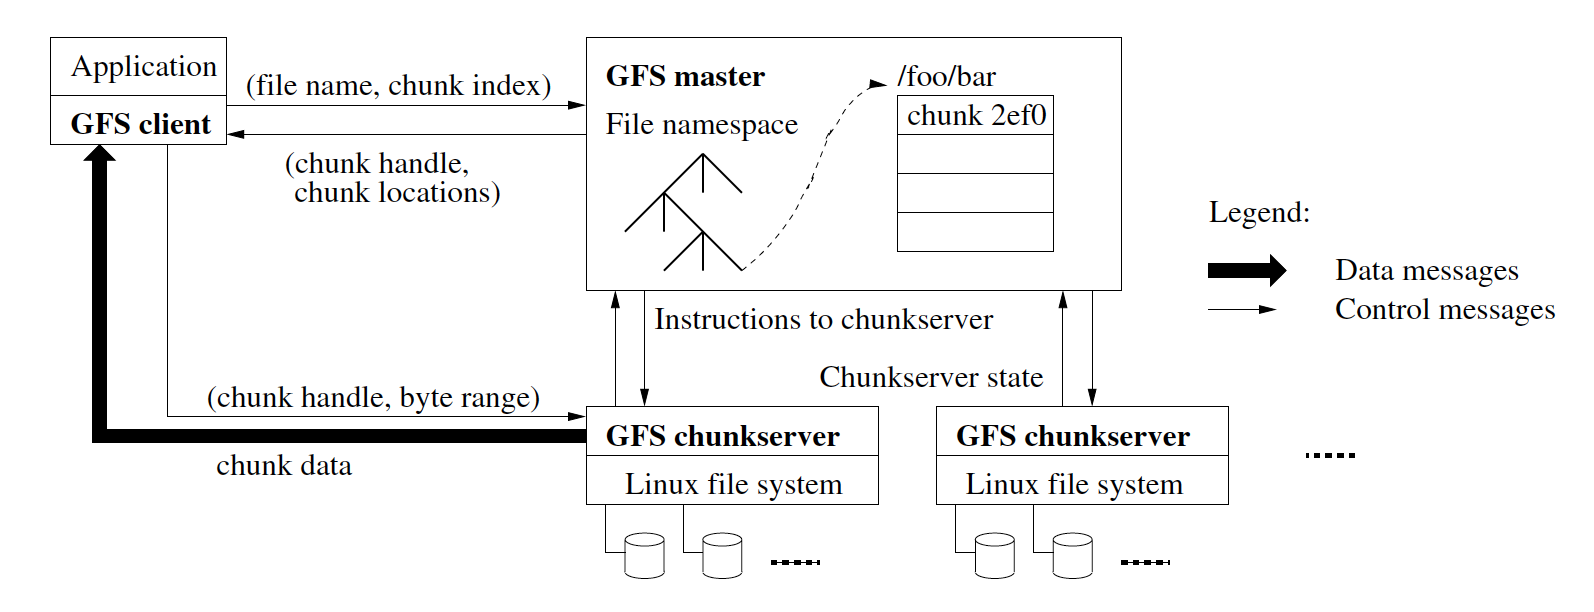 Application
GFS client
(file name, chunk index)
(chunk handle,
chunk locations)
GFS master
File namespace
/foo/bar
chunk 2ef0
Legend:
Data messages
Control messages
Instructions to chunkserver
Chunkserver state
(chunk handle, byte range)
chunk data
GFS chunkserver
Linux file system
GFS chunkserver
Linux file system